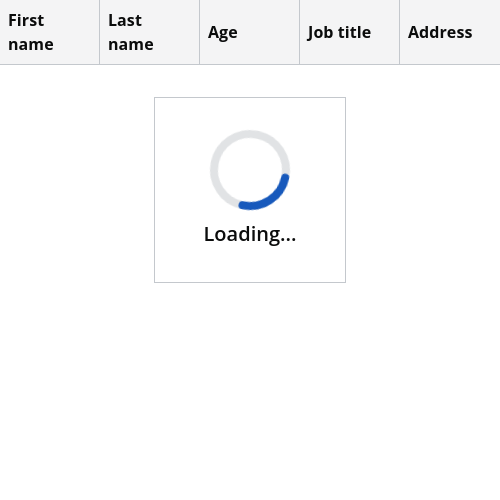 First name
Last name
Age
Job title
Address
Loading...